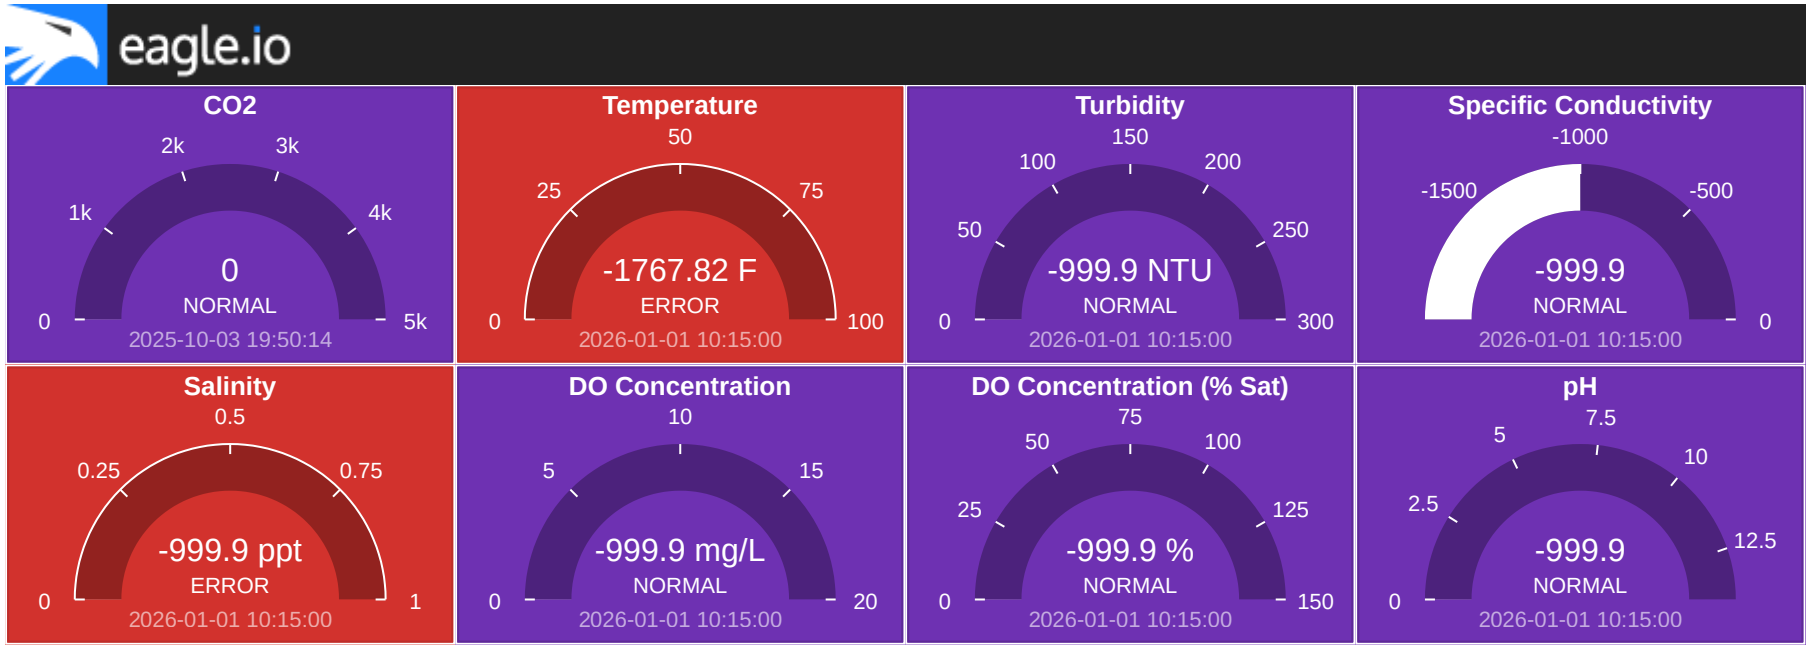 eagle.io
CO2
2k
3k
1k
4k
0
NORMAL
0
5k
2025-10-03 19:50:14
Temperature
50
25
75
-1767.82 F
ERROR
0
100
2026-01-01 10:15:00
Turbidity
150
100
200
50
250
-999.9 NTU
NORMAL
0
300
2026-01-01 10:15:00
Specific Conductivity
-1000
-1500
-500
-999.9
NORMAL
0
2026-01-01 10:15:00
Salinity
0.5
0.25
0.75
-999.9 ppt
ERROR
0
1
2026-01-01 10:15:00
DO Concentration
10
5
15
-999.9 mg/L
NORMAL
0
20
2026-01-01 10:15:00
DO Concentration (% Sat)
75
50
100
25
125
-999.9 %
NORMAL
0
150
2026-01-01 10:15:00
pH
7.5
5
10
2.5
12.5
-999.9
NORMAL
0
2026-01-01 10:15:00